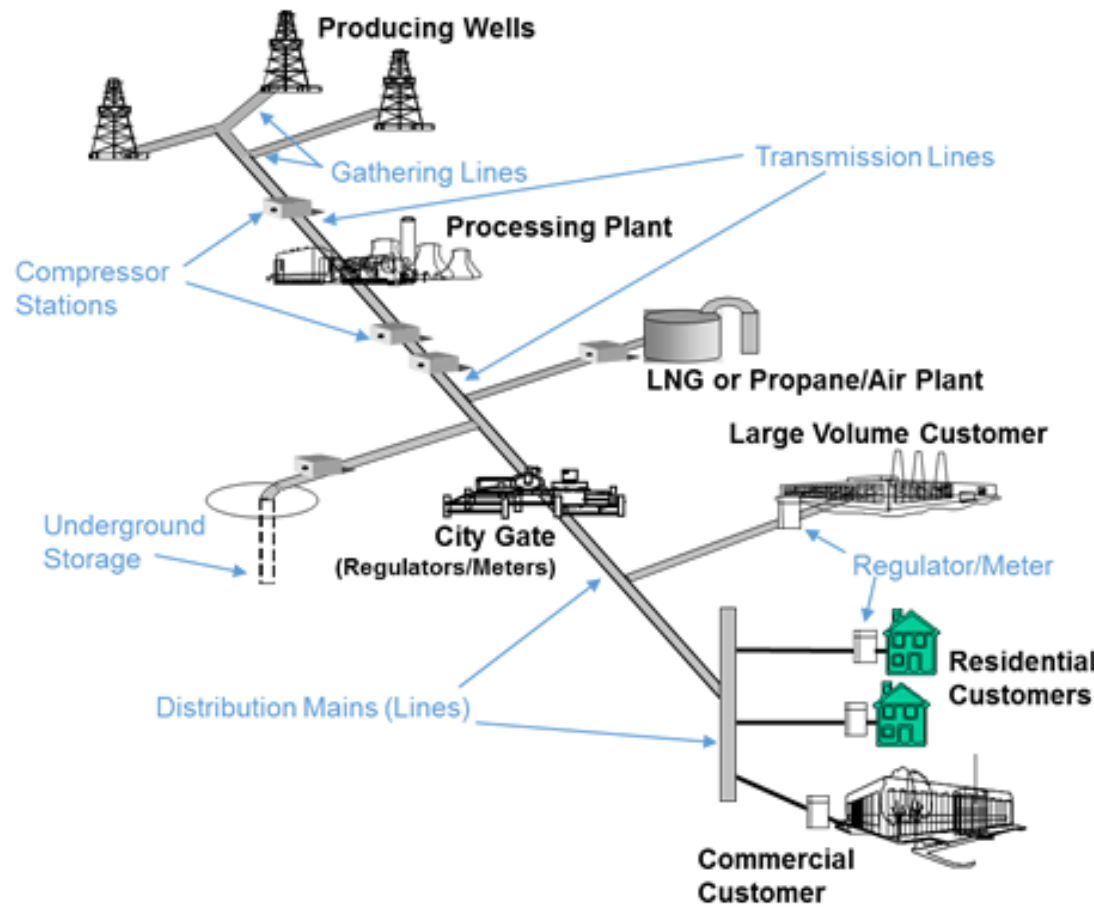 Producing Wells
Gathering Lines
Transmission Lines
Processing Plant
Compressor
Stations
LNG or Propane/Air Plant
Large Volume Customer
Underground
Storage
City Gate
(Regulators/Meters)
Regulator/Meter
Residential
Customers
Distribution Mains (Lines)
Commercial
Customer